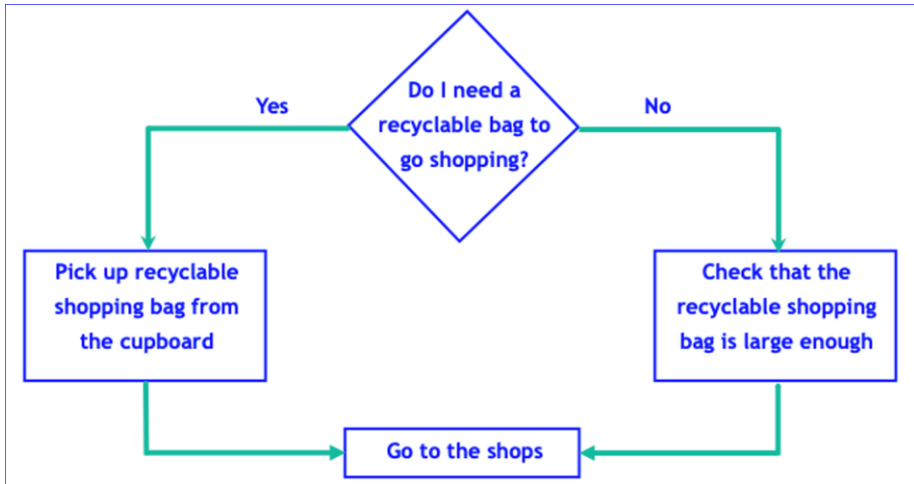 Do I need a
recyclable bag to
go shopping?
Yes
No
Pick up recyclable
shopping bag from
the cupboard
Check that the
recyclable shopping
bag is large enough
Go to the shops